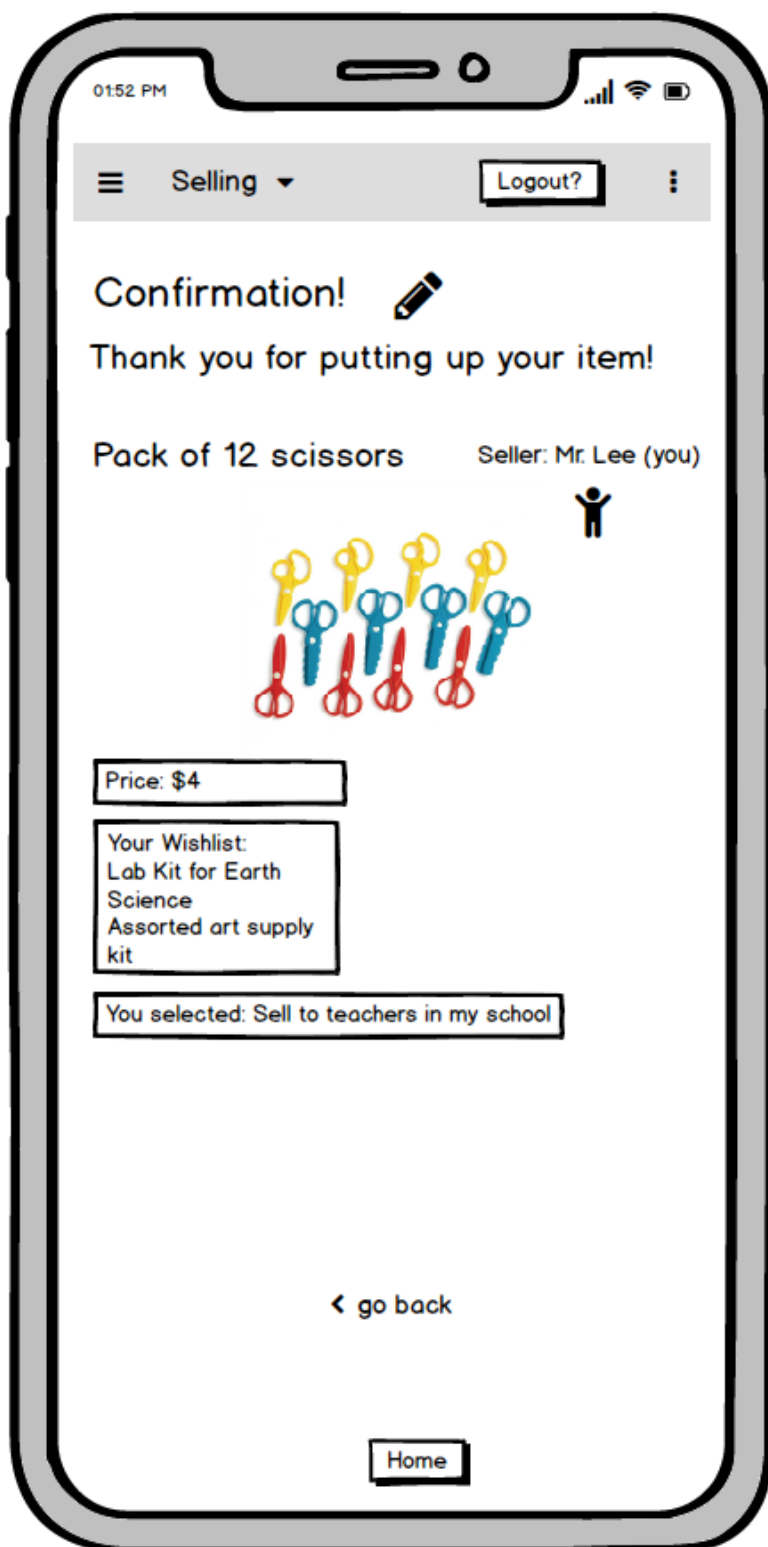 01:52 PM
Selling
Logout?
Confirmation!
Thank you for putting up your item!
Pack of 12 scissors
Seller: Mr. Lee (you)
Price: $4
Your Wishlist:
Lab Kit for Earth
Science
Assorted art supply
kit
You selected: Sell to teachers in my school
go back
Home